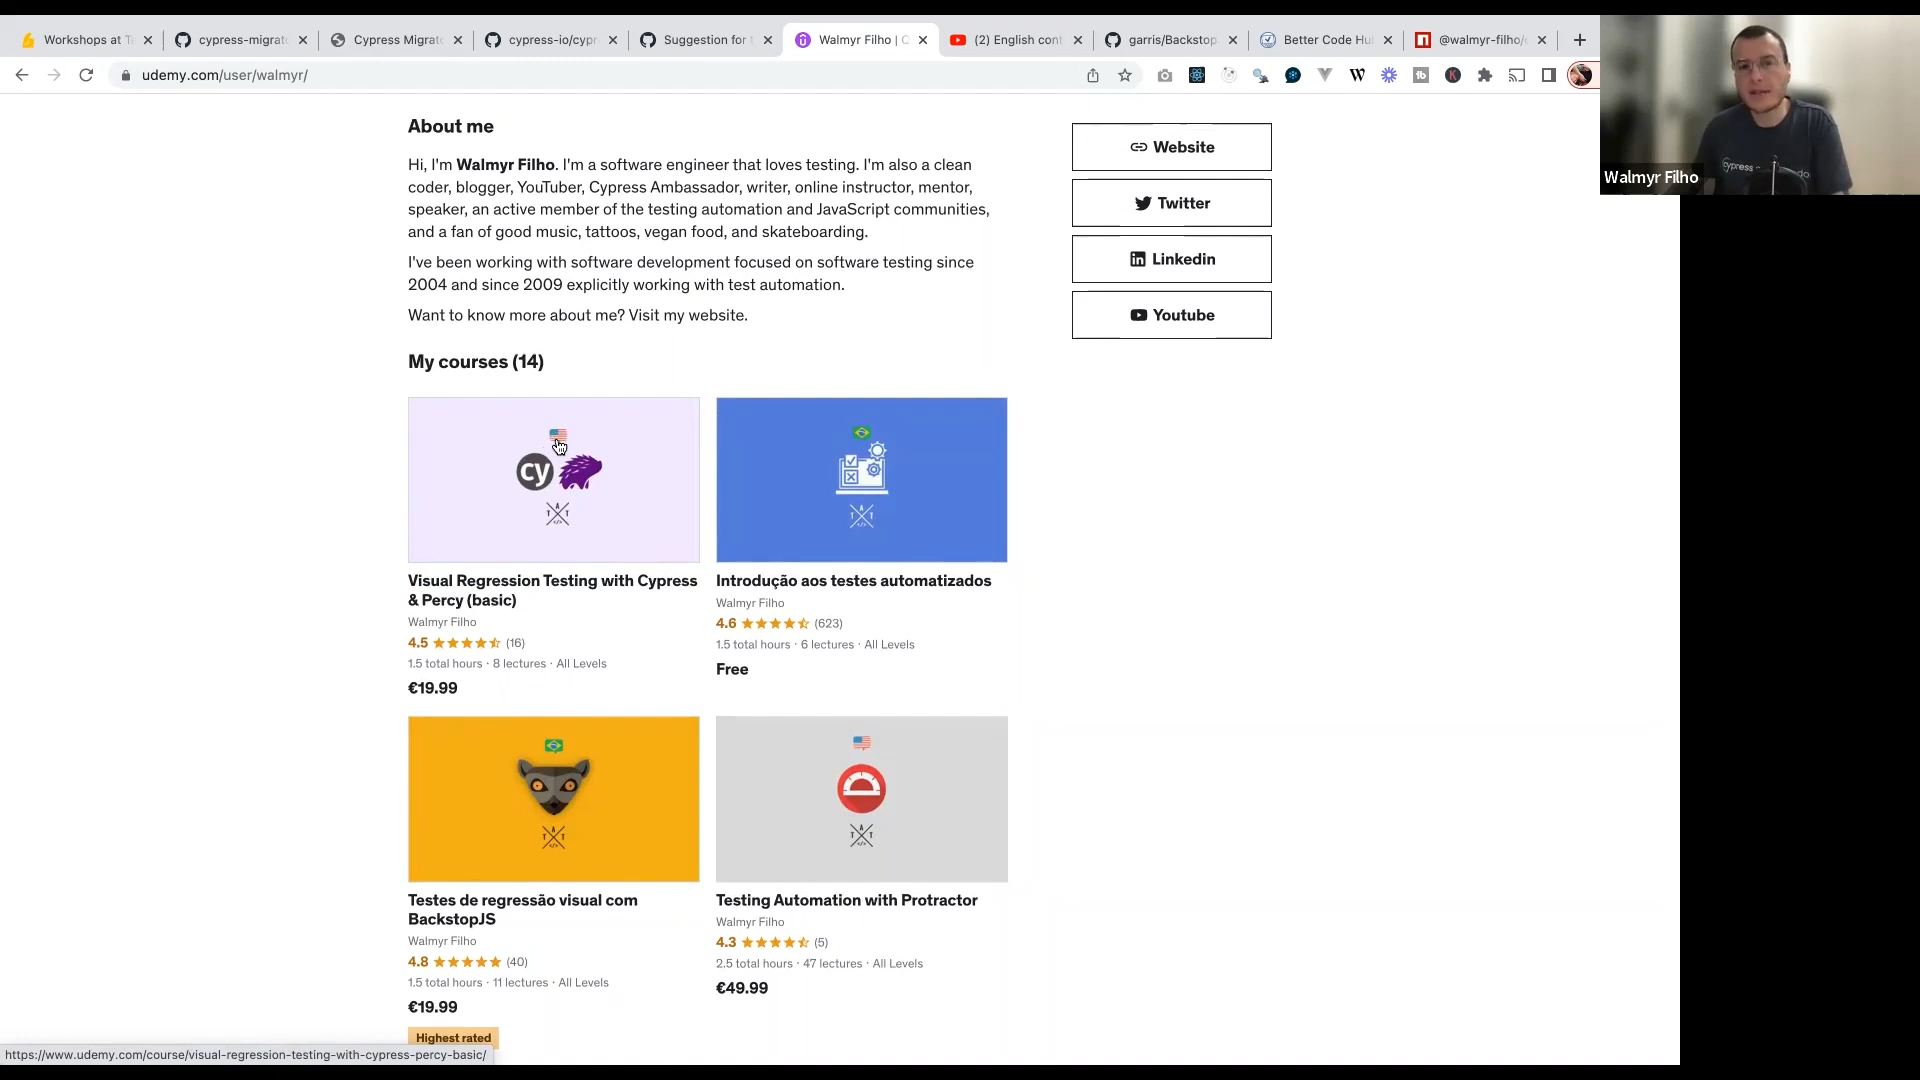 Workshops at T
cypress-migrat
Cypress Migrat
cypress-io/cypr
Suggestion for t
Walmyr Filho | C
(2) English cont
garris/Backstop
Better Code Hu
@walmyr-filho/
udemy.com/user/walmyr/
Walmyr Filho
About me
Hi, I'm Walmyr Filho. I'm a software engineer that loves testing. I'm also a clean
coder, blogger, YouTuber, Cypress Ambassador, writer, online instructor, mentor,
speaker, an active member of the testing automation and JavaScript communities,
and a fan of good music, tattoos, vegan food, and skateboarding.
I've been working with software development focused on software testing since
2004 and since 2009 explicitly working with test automation.
Want to know more about me? Visit my website.
Website
Twitter
Linkedin
Youtube
My courses (14)
cy
T A T
</>
Visual Regression Testing with Cypress
& Percy (basic)
Walmyr Filho
4.5 (16)
1.5 total hours · 8 lectures · All Levels
€19.99
T A T
</>
Introdução aos testes automatizados
Walmyr Filho
4.6 (623)
1.5 total hours · 6 lectures · All Levels
Free
T A T
</>
Testes de regressão visual com
BackstopJS
Walmyr Filho
4.8 (40)
1.5 total hours · 11 lectures · All Levels
€19.99
Highest rated
T A T
</>
Testing Automation with Protractor
Walmyr Filho
4.3 (5)
2.5 total hours · 47 lectures · All Levels
€49.99
https://www.udemy.com/course/visual-regression-testing-with-cypress-percy-basic/